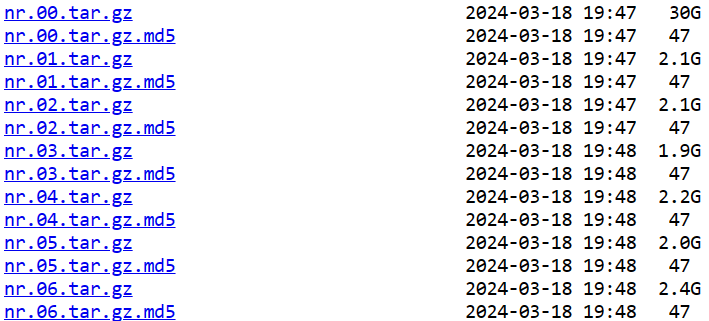 nr.00.tar.gz 2024-03-18 19:47 30G
nr.00.tar.gz.md5 2024-03-18 19:47 47
nr.01.tar.gz 2024-03-18 19:47 2.1G
nr.01.tar.gz.md5 2024-03-18 19:47 47
nr.02.tar.gz 2024-03-18 19:47 2.1G
nr.02.tar.gz.md5 2024-03-18 19:47 47
nr.03.tar.gz 2024-03-18 19:48 1.9G
nr.03.tar.gz.md5 2024-03-18 19:48 47
nr.04.tar.gz 2024-03-18 19:48 2.2G
nr.04.tar.gz.md5 2024-03-18 19:48 47
nr.05.tar.gz 2024-03-18 19:48 2.0G
nr.05.tar.gz.md5 2024-03-18 19:48 47
nr.06.tar.gz 2024-03-18 19:48 2.4G
nr.06.tar.gz.md5 2024-03-18 19:48 47